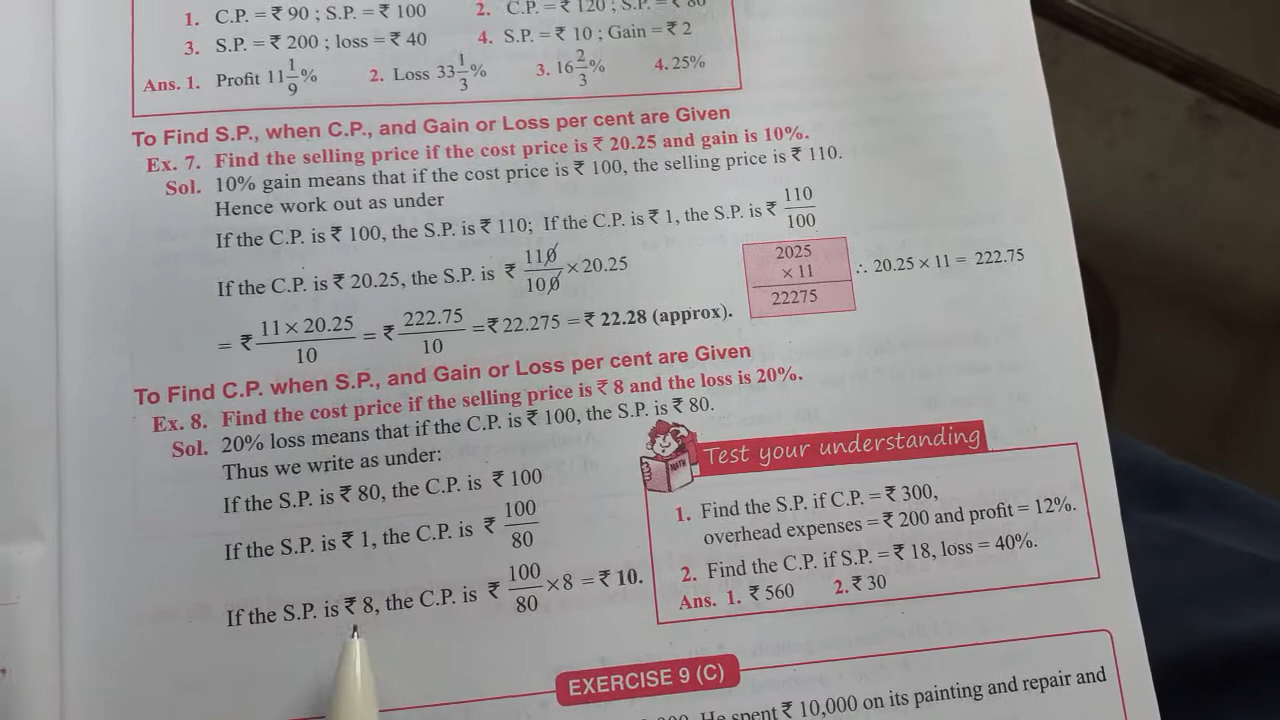 1. C.P. = ₹ 90 ; S.P. = ₹ 100 2. C.P. = ₹ 120 ; S.P. = ₹ 80
3. S.P. = ₹ 200 ; loss = ₹ 40 4. S.P. = ₹ 10 ; Gain = ₹ 2
Ans. 1. Profit 11 1/9 % 2. Loss 33 1/3 % 3. 16 2/3 % 4. 25%
To Find S.P., when C.P., and Gain or Loss per cent are Given
Ex. 7. Find the selling price if the cost price is ₹ 20.25 and gain is 10%.
Sol. 10% gain means that if the cost price is ₹ 100, the selling price is ₹ 110.
Hence work out as under
If the C.P. is ₹ 100, the S.P. is ₹ 110; If the C.P. is ₹ 1, the S.P. is ₹ 110/100
If the C.P. is ₹ 20.25, the S.P. is ₹ 110/100 × 20.25
2025
× 11
22275
∴ 20.25 × 11 = 222.75
= ₹ 11 × 20.25/10 = ₹ 222.75/10 = ₹ 22.275 = ₹ 22.28 (approx).
To Find C.P. when S.P., and Gain or Loss per cent are Given
Ex. 8. Find the cost price if the selling price is ₹ 8 and the loss is 20%.
Sol. 20% loss means that if the C.P. is ₹ 100, the S.P. is ₹ 80.
Thus we write as under:
If the S.P. is ₹ 80, the C.P. is ₹ 100
If the S.P. is ₹ 1, the C.P. is ₹ 100/80
If the S.P. is ₹ 8, the C.P. is ₹ 100/80 × 8 = ₹ 10.
MATH
Test your understanding
1. Find the S.P. if C.P. = ₹ 300,
overhead expenses = ₹ 200 and profit = 12%.
2. Find the C.P. if S.P. = ₹ 18, loss = 40%.
Ans. 1. ₹ 560 2. ₹ 30
EXERCISE 9 (C)
He spent ₹ 10,000 on its painting and repair and